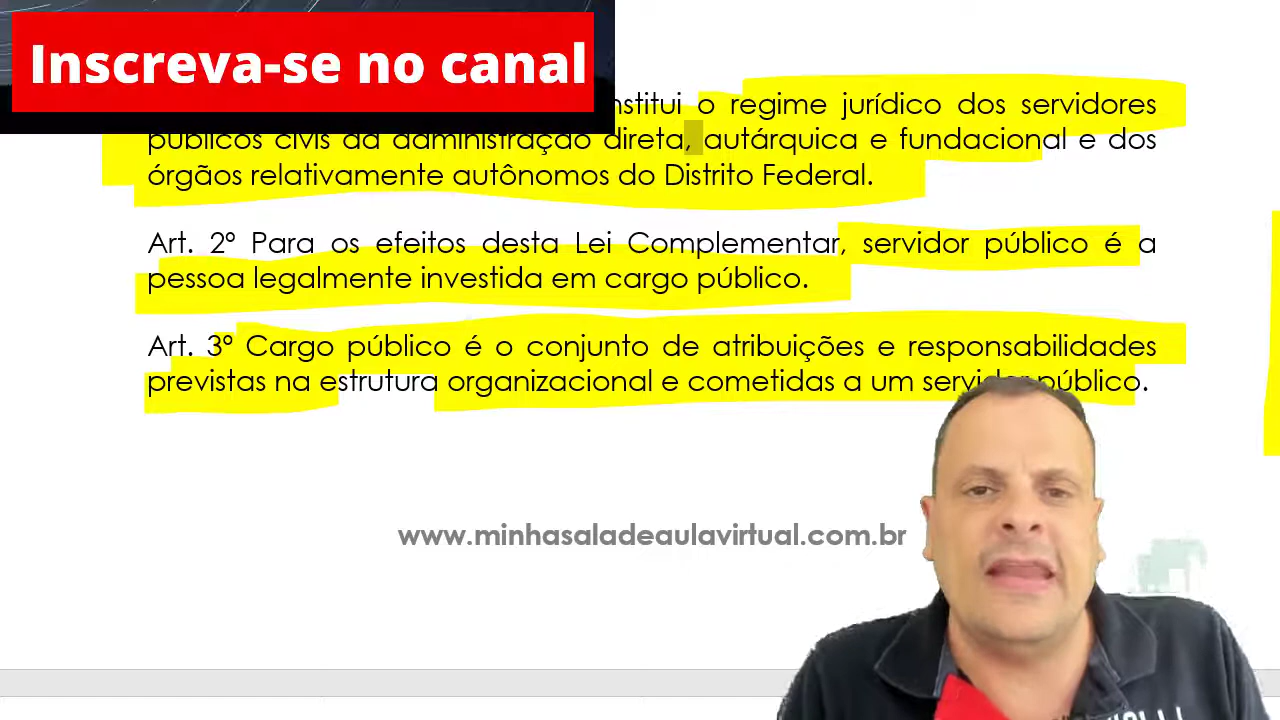 Inscreva-se no canal
o regime jurídico dos servidores
públicos civis da administração direta, autárquica e fundacional e dos
órgãos relativamente autônomos do Distrito Federal.
Art. 2º Para os efeitos desta Lei Complementar, servidor público é a
pessoa legalmente investida em cargo público.
Art. 3º Cargo público é o conjunto de atribuições e responsabilidades
previstas na estrutura organizacional e cometidas a um servidor público.
www.minhasaladeaulavirtual.com.br